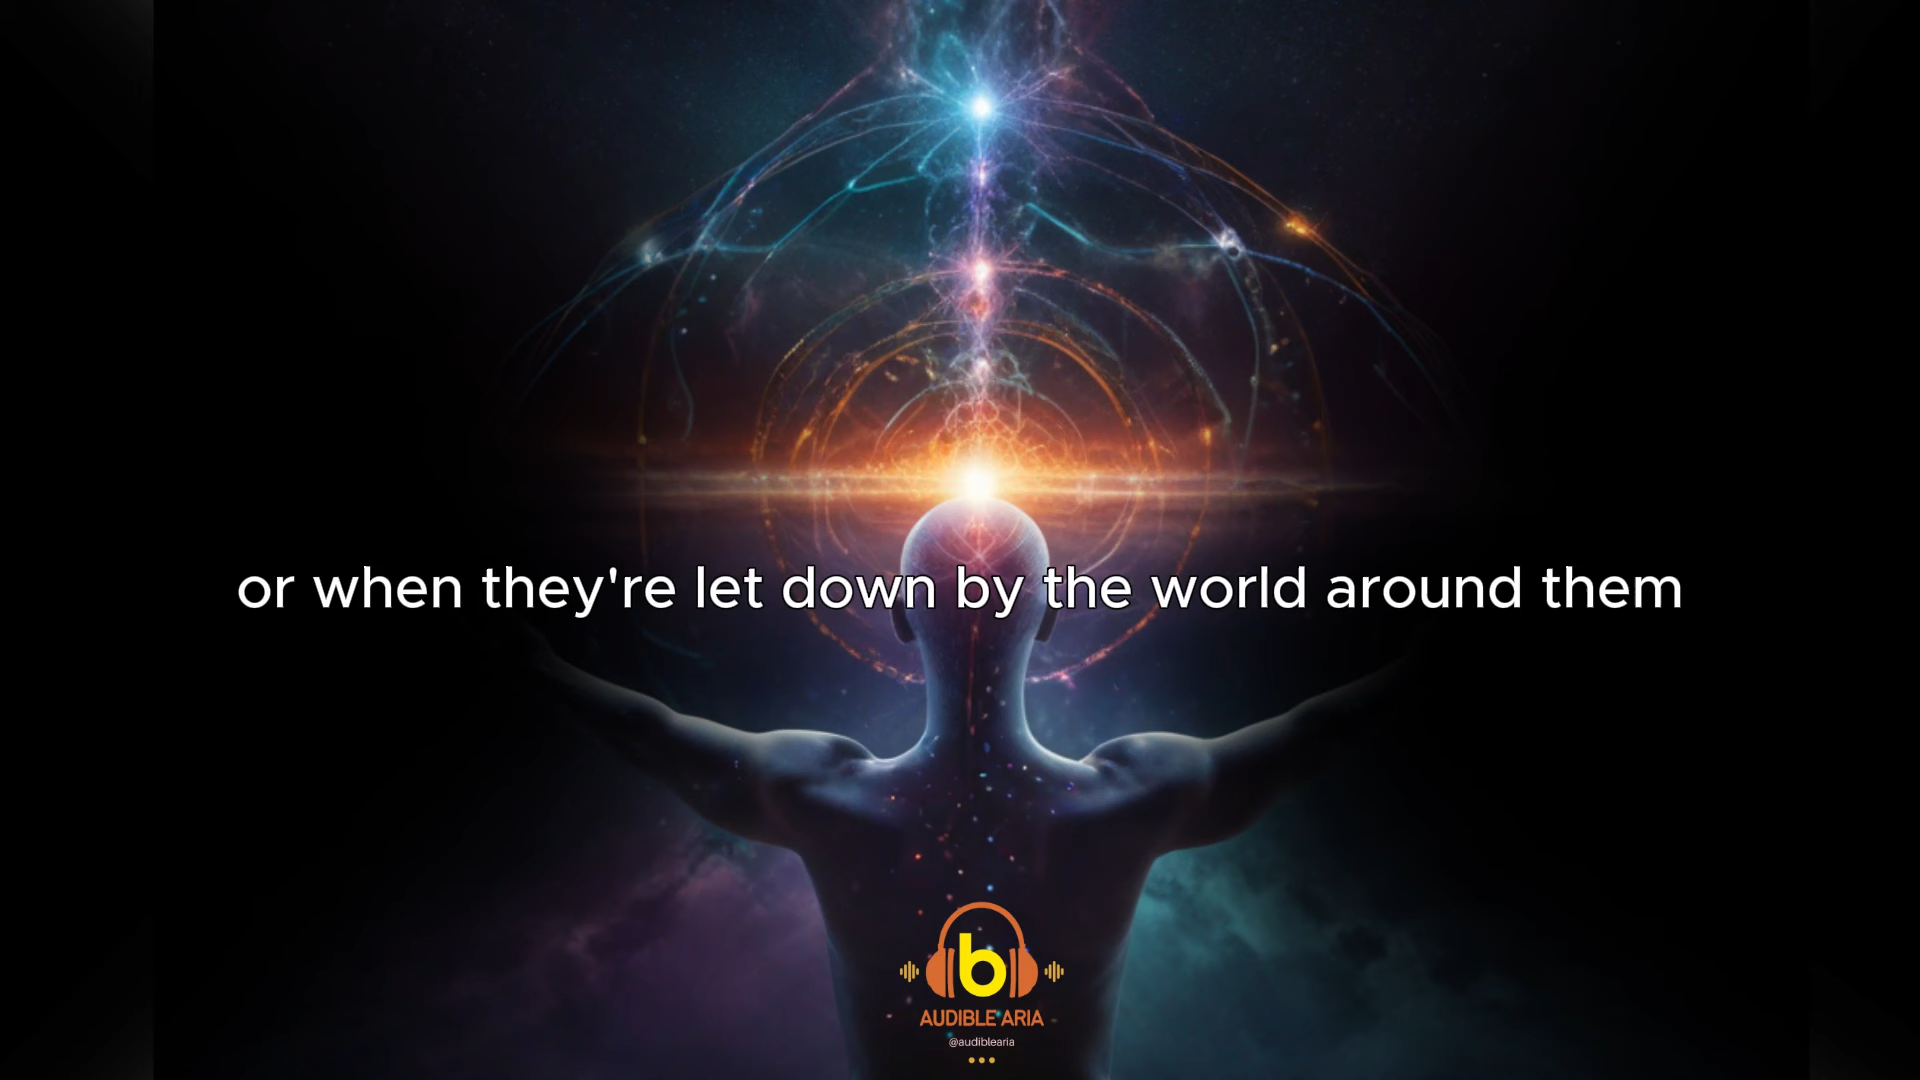 or when they're let down by the world around them
b
AUDIBLE ARIA
@audiblearia